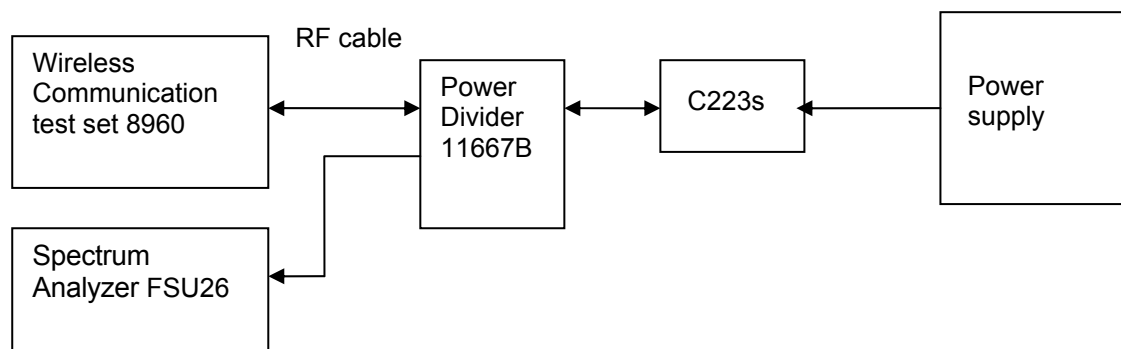 RF cable
Wireless
Communication
test set 8960
Power
Divider
11667B
C223s
Power
supply
Spectrum
Analyzer FSU26